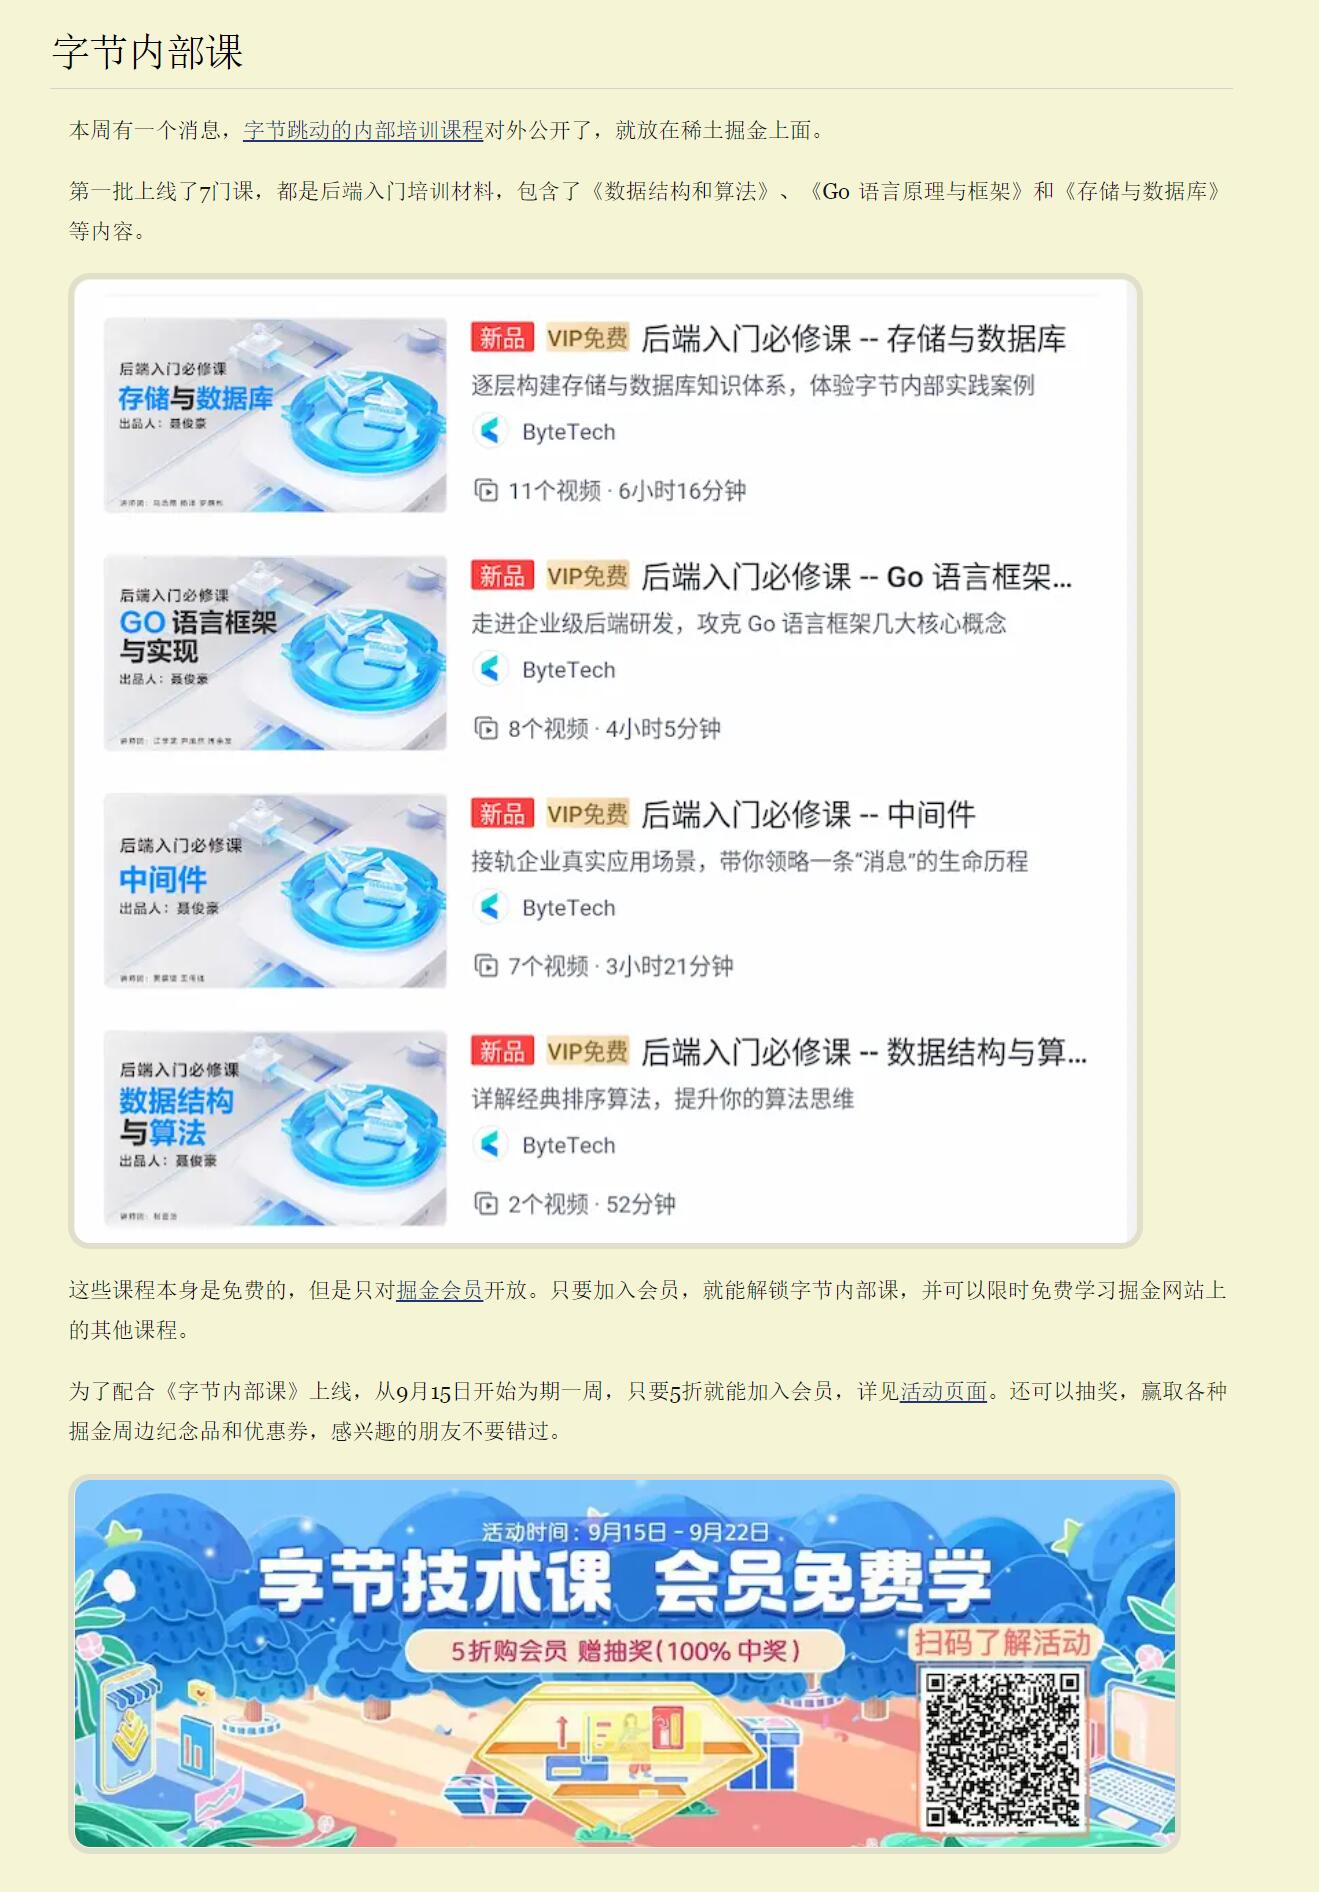 字节内部课
本周有一个消息，字节跳动的内部培训课程对外公开了，就放在稀土掘金上面。
第一批上线了7门课，都是后端入门培训材料，包含了《数据结构和算法》、《Go 语言原理与框架》和《存储与数据库》
等内容。
后端入门必修课
存储与数据库
出品人：聂俊豪
新品 VIP免费 后端入门必修课 -- 存储与数据库
逐层构建存储与数据库知识体系，体验字节内部实践案例
ByteTech
11个视频 · 6小时16分钟
后端入门必修课
GO 语言框架
与实现
出品人：聂俊豪
新品 VIP免费 后端入门必修课 -- Go 语言框架...
走进企业级后端研发，攻克 Go 语言框架几大核心概念
ByteTech
8个视频 · 4小时5分钟
后端入门必修课
中间件
出品人：聂俊豪
新品 VIP免费 后端入门必修课 -- 中间件
接轨企业真实应用场景，带你领略一条“消息”的生命历程
ByteTech
7个视频 · 3小时21分钟
后端入门必修课
数据结构
与算法
出品人：聂俊豪
新品 VIP免费 后端入门必修课 -- 数据结构与算...
详解经典排序算法，提升你的算法思维
ByteTech
2个视频 · 52分钟
这些课程本身是免费的，但是只对掘金会员开放。只要加入会员，就能解锁字节内部课，并可以限时免费学习掘金网站上
的其他课程。
为了配合《字节内部课》上线，从9月15日开始为期一周，只要5折就能加入会员，详见活动页面。还可以抽奖，赢取各种
掘金周边纪念品和优惠券，感兴趣的朋友不要错过。
活动时间：9月15日 - 9月22日
字节技术课 会员免费学
5折购会员 赠抽奖(100% 中奖)
扫码了解活动